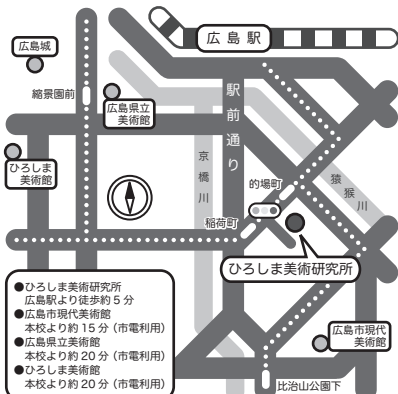 広島駅
広島城
縮景園前
広島県立
美術館
駅前通り
ひろしま
美術館
京橋川
猿猴川
的場町
稲荷町
ひろしま美術研究所
●ひろしま美術研究所
広島駅より徒歩約5分
●広島市現代美術館
本校より約15分（市電利用）
●広島県立美術館
本校より約20分（市電利用）
●ひろしま美術館
本校より約20分（市電利用）
広島市現代
美術館
比治山公園下